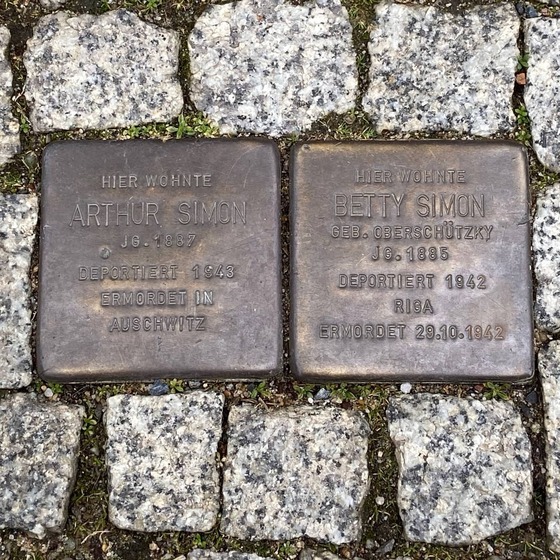 HIER WOHNTE
ARTHUR SIMON
JG. 1887
DEPORTIERT 1943
ERMORDET IN
AUSCHWITZ
HIER WOHNTE
BETTY SIMON
GEB. OBERSCHÜTZKY
JG. 1885
DEPORTIERT 1942
RIGA
ERMORDET 29.10.1942